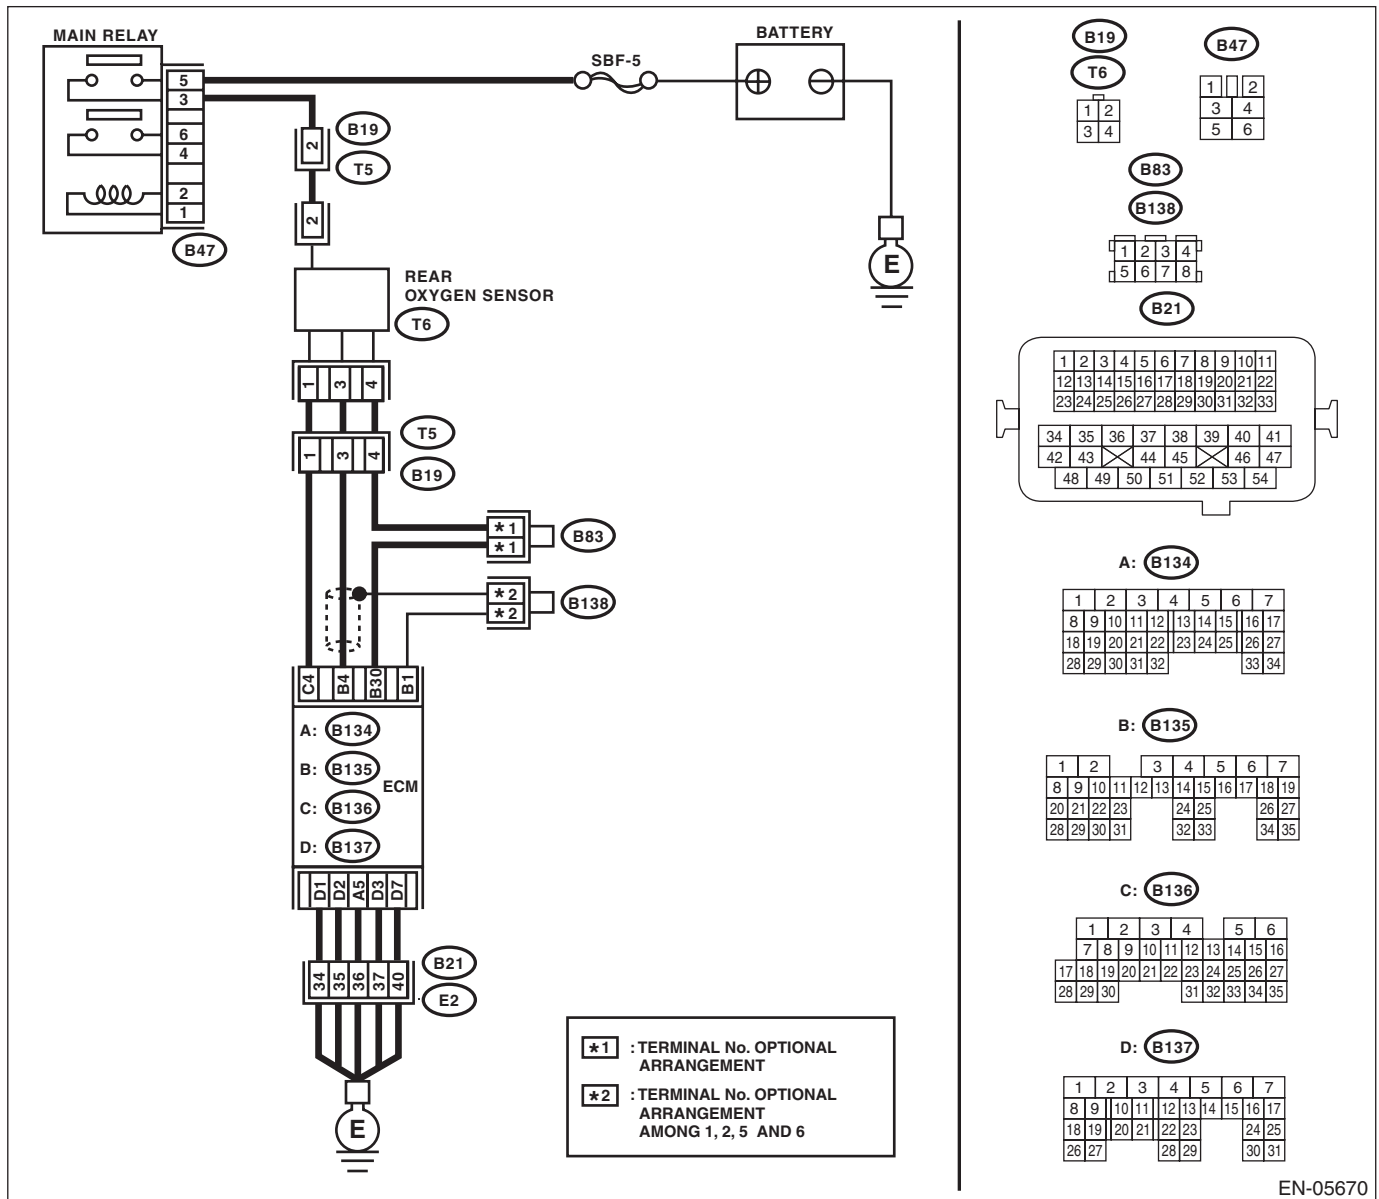 MAIN RELAY
5
3
6
4
2
1
B47
SBF-5
BATTERY
E
2
B19
T5
2
REAR
OXYGEN SENSOR
T6
1 3 4
1 3 4
T5
B19
*1
*1
B83
*2
*2
B138
C4 B4 B30 B1
A: B134
B: B135
C: B136
D: B137
ECM
D1 D2 A5 D3 D7
34 35 36 37 40
B21
E2
E
*1 : TERMINAL No. OPTIONAL
ARRANGEMENT
*2 : TERMINAL No. OPTIONAL
ARRANGEMENT
AMONG 1, 2, 5 AND 6
B19
T6
1 2
3 4
B47
1 2
3 4
5 6
B83
B138
1 2 3 4
5 6 7 8
B21
1 2 3 4 5 6 7 8 9 10 11
12 13 14 15 16 17 18 19 20 21 22
23 24 25 26 27 28 29 30 31 32 33
34 35 36 37 38 39 40 41
42 43 44 45 46 47
48 49 50 51 52 53 54
A: B134
1 2 3 4 5 6 7
8 9 10 11 12 13 14 15 16 17
18 19 20 21 22 23 24 25 26 27
28 29 30 31 32 33 34
B: B135
1 2 3 4 5 6 7
8 9 10 11 12 13 14 15 16 17 18 19
20 21 22 23 24 25 26 27
28 29 30 31 32 33 34 35
C: B136
1 2 3 4 5 6
7 8 9 10 11 12 13 14 15 16
17 18 19 20 21 22 23 24 25 26 27
28 29 30 31 32 33 34 35
D: B137
1 2 3 4 5 6 7
8 9 10 11 12 13 14 15 16 17
18 19 20 21 22 23 24 25
26 27 28 29 30 31
EN-05670